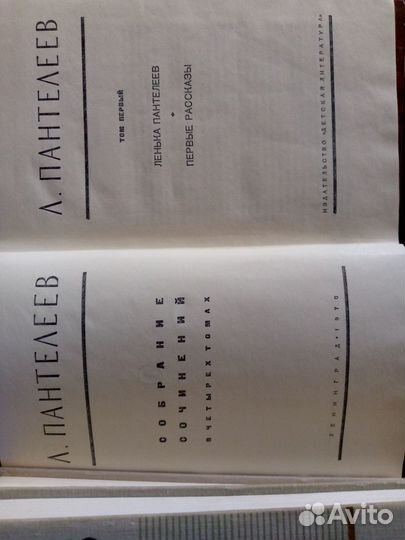 Л. ПАНТЕЛЕЕВ
СОБРАНИЕ
СОЧИНЕНИЙ
В ЧЕТЫРЕХ ТОМАХ
ЛЕНИНГРАД • 1970
Л. ПАНТЕЛЕЕВ
ТОМ ПЕРВЫЙ
ЛЕНЬКА ПАНТЕЛЕЕВ
+
ПЕРВЫЕ РАССКАЗЫ
ИЗДАТЕЛЬСТВО «ДЕТСКАЯ ЛИТЕРАТУРА»
Avito